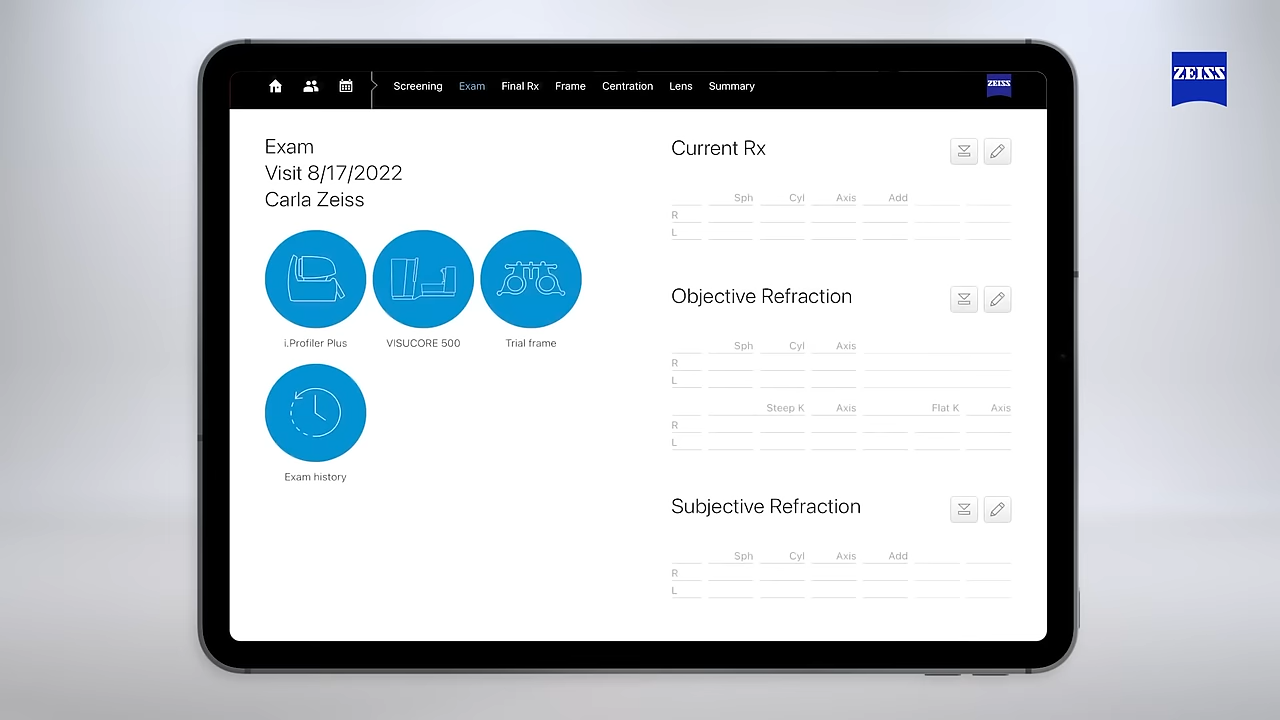 ZEISS
Screening Exam Final Rx Frame Centration Lens Summary ZEISS
Exam
Visit 8/17/2022
Carla Zeiss
i.Profiler Plus VISUCORE 500 Trial frame
Exam history
Current Rx
Sph Cyl Axis Add
R
L
Objective Refraction
Sph Cyl Axis
R
L
Steep K Axis Flat K Axis
R
L
Subjective Refraction
Sph Cyl Axis Add
R
L